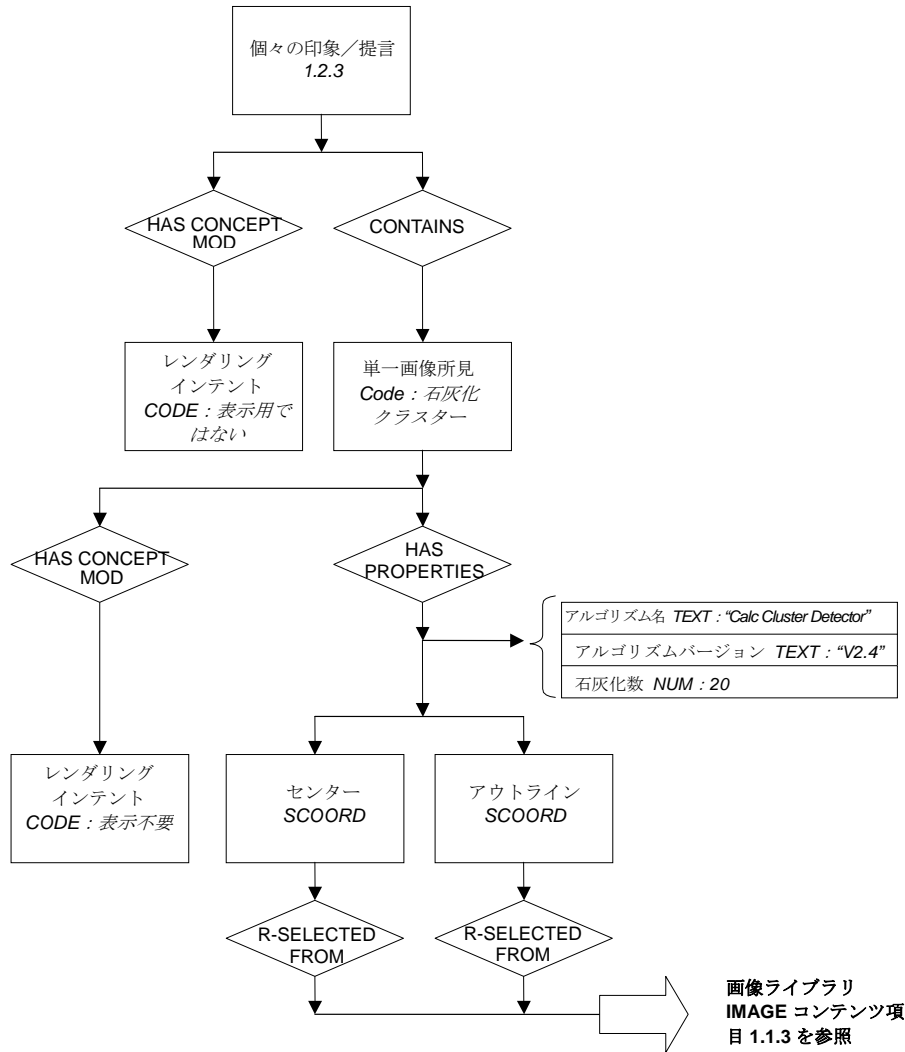 個々の印象／提言
1.2.3
HAS CONCEPT
MOD
CONTAINS
レンダリング
インテント
CODE：表示用で
はない
単一画像所見
Code：石灰化
クラスター
HAS CONCEPT
MOD
HAS
PROPERTIES
アルゴリズム名 TEXT：“Calc Cluster Detector”
アルゴリズムバージョン TEXT：“V2.4”
石灰化数 NUM：20
レンダリング
インテント
CODE：表示不要
センター
SCOORD
アウトライン
SCOORD
R-SELECTED
FROM
R-SELECTED
FROM
画像ライブラリ
IMAGE コンテンツ項
目 1.1.3 を参照